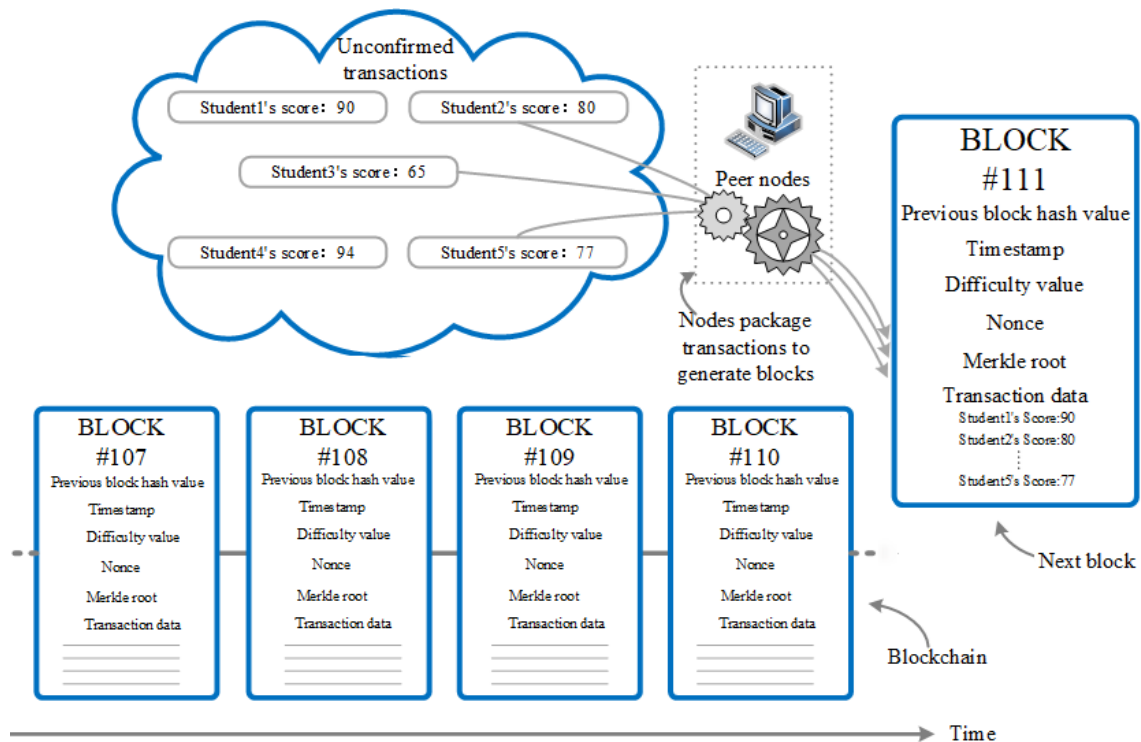 Unconfirmed
transactions
Student1's score: 90
Student2's score: 80
Student3's score: 65
Student4's score: 94
Student5's score: 77
Peer nodes
Nodes package
transactions to
generate blocks
BLOCK
#111
Previous block hash value
Timestamp
Difficulty value
Nonce
Merkle root
Transaction data
Student1's Score:90
Student2's Score:80
Student5's Score:77
Next block
BLOCK
#107
Previous block hash value
Timestamp
Difficulty value
Nonce
Merkle root
Transaction data
BLOCK
#108
Previous block hash value
Timestamp
Difficulty value
Nonce
Merkle root
Transaction data
BLOCK
#109
Previous block hash value
Timestamp
Difficulty value
Nonce
Merkle root
Transaction data
BLOCK
#110
Previous block hash value
Timestamp
Difficulty value
Nonce
Merkle root
Transaction data
Blockchain
Time